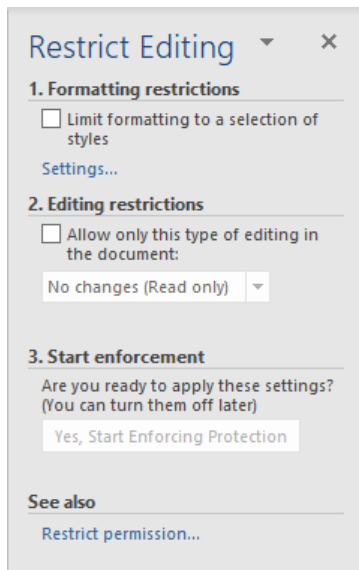 Restrict Editing
1. Formatting restrictions
Limit formatting to a selection of
styles
Settings...
2. Editing restrictions
Allow only this type of editing in
the document:
No changes (Read only)
3. Start enforcement
Are you ready to apply these settings?
(You can turn them off later)
Yes, Start Enforcing Protection
See also
Restrict permission...